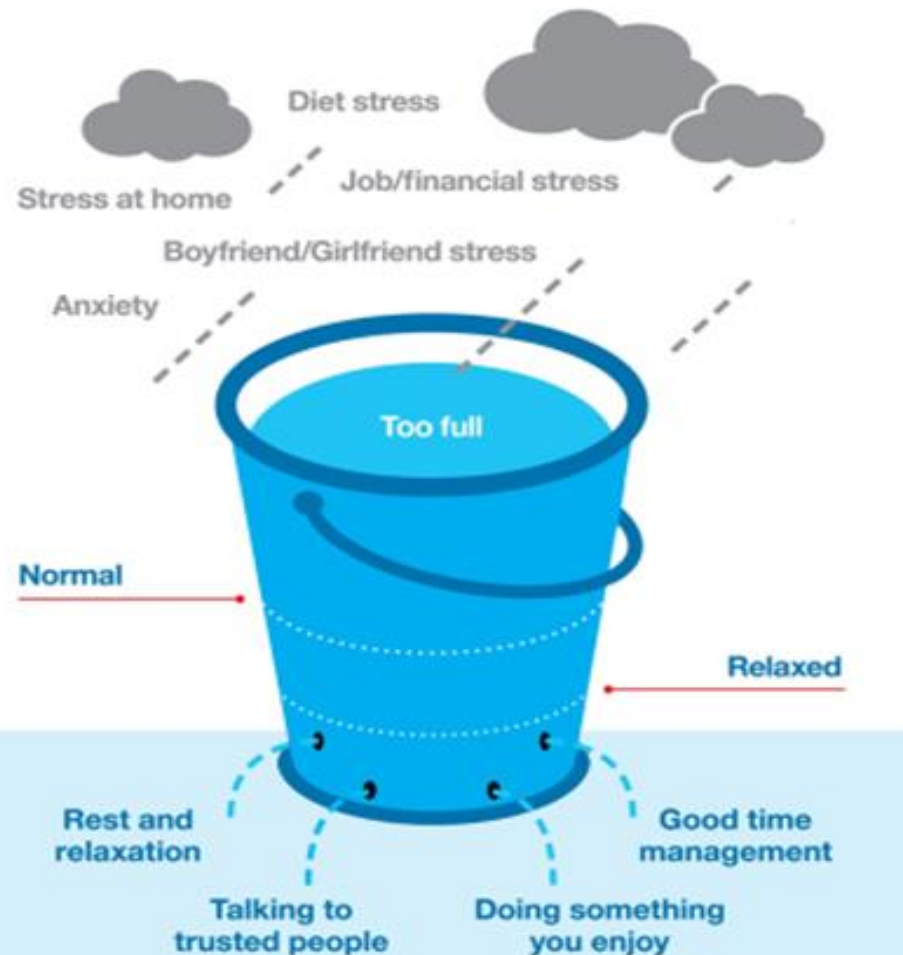 Diet stress
Job/financial stress
Stress at home
Boyfriend/Girlfriend stress
Anxiety
Too full
Normal
Relaxed
Rest and
relaxation
Good time
management
Talking to
trusted people
Doing something
you enjoy